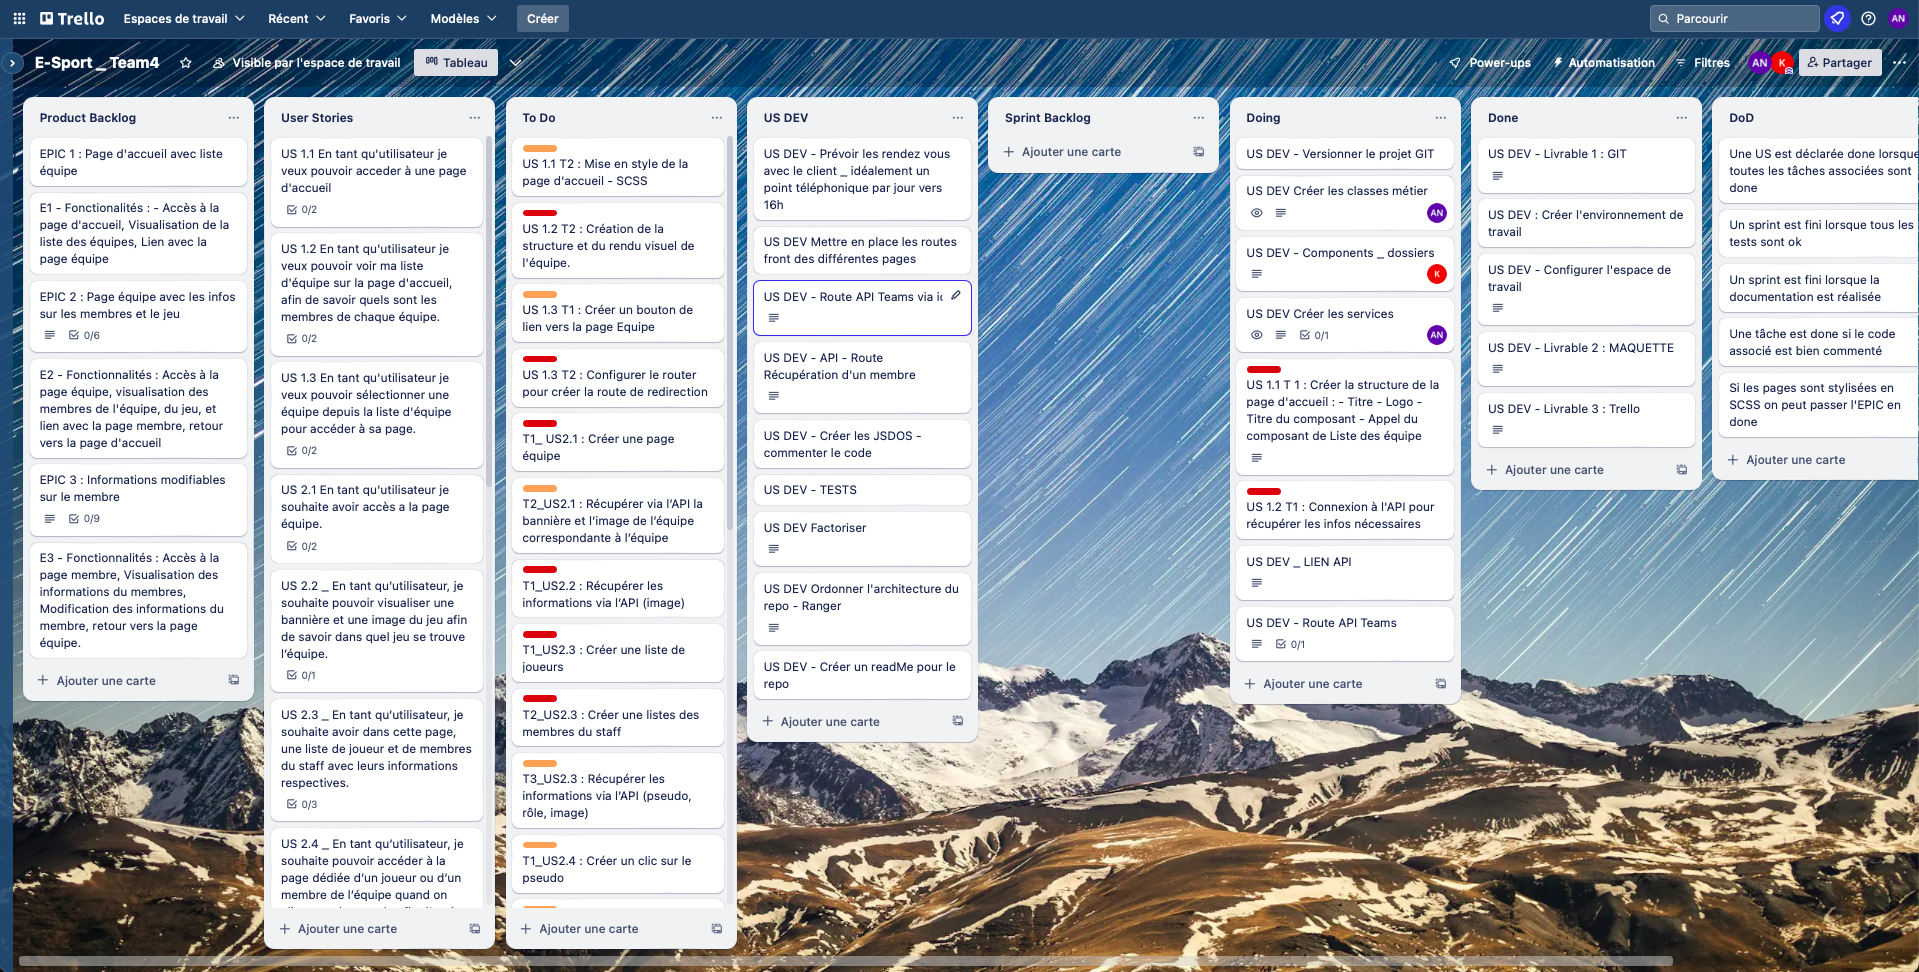 Trello
Espaces de travail
Récent
Favoris
Modèles
Créer
Parcourir
AN
E-Sport _ Team4
Visible par l'espace de travail
Tableau
Power-ups
Automatisation
Filtres
AN
K
Partager
Product Backlog
EPIC 1 : Page d'accueil avec liste
équipe
E1 - Fonctionalités : - Accès à la
page d'accueil, Visualisation de la
liste des équipes, Lien avec la
page équipe
EPIC 2 : Page équipe avec les infos
sur les membres et le jeu
0/6
E2 - Fonctionnalités : Accès à la
page équipe, visualisation des
membres de l'équipe, du jeu, et
lien avec la page membre, retour
vers la page d'accueil
EPIC 3 : Informations modifiables
sur le membre
0/9
E3 - Fonctionnalités : Accès à la
page membre, Visualisation des
informations du membres,
Modification des informations du
membre, retour vers la page
équipe.
Ajouter une carte
User Stories
US 1.1 En tant qu'utilisateur je
veux pouvoir acceder à une page
d'accueil
0/2
US 1.2 En tant qu'utilisateur je
veux pouvoir voir ma liste
d'équipe sur la page d'accueil,
afin de savoir quels sont les
membres de chaque équipe.
0/2
US 1.3 En tant qu'utilisateur je
veux pouvoir sélectionner une
équipe depuis la liste d'équipe
pour accéder à sa page.
0/2
US 2.1 En tant qu'utilisateur je
souhaite avoir accès a la page
équipe.
0/2
US 2.2 _ En tant qu’utilisateur, je
souhaite pouvoir visualiser une
bannière et une image du jeu afin
de savoir dans quel jeu se trouve
l’équipe.
0/1
US 2.3 _ En tant qu’utilisateur, je
souhaite avoir dans cette page,
une liste de joueur et de membres
du staff avec leurs informations
respectives.
0/3
US 2.4 _ En tant qu’utilisateur, je
souhaite pouvoir accéder à la
page dédiée d’un joueur ou d’un
membre de l’équipe quand on
Ajouter une carte
To Do
US 1.1 T2 : Mise en style de la
page d'accueil - SCSS
US 1.2 T2 : Création de la
structure et du rendu visuel de
l'équipe.
US 1.3 T1 : Créer un bouton de
lien vers la page Equipe
US 1.3 T2 : Configurer le router
pour créer la route de redirection
T1_ US2.1 : Créer une page
équipe
T2_US2.1 : Récupérer via l’API la
bannière et l’image de l’équipe
correspondante à l’équipe
T1_US2.2 : Récupérer les
informations via l’API (image)
T1_US2.3 : Créer une liste de
joueurs
T2_US2.3 : Créer une listes des
membres du staff
T3_US2.3 : Récupérer les
informations via l’API (pseudo,
rôle, image)
T1_US2.4 : Créer un clic sur le
pseudo
Ajouter une carte
US DEV
US DEV - Prévoir les rendez vous
avec le client _ idéalement un
point téléphonique par jour vers
16h
US DEV Mettre en place les routes
front des différentes pages
US DEV - Route API Teams via
US DEV - API - Route
Récupération d'un membre
US DEV - Créer les JSDOS -
commenter le code
US DEV - TESTS
US DEV Factoriser
US DEV Ordonner l'architecture du
repo - Ranger
US DEV - Créer un readMe pour le
repo
Ajouter une carte
Sprint Backlog
Ajouter une carte
Doing
US DEV - Versionner le projet GIT
US DEV Créer les classes métier
AN
US DEV - Components _ dossiers
K
US DEV Créer les services
0/1
AN
US 1.1 T 1 : Créer la structure de la
page d'accueil : - Titre - Logo -
Titre du composant - Appel du
composant de Liste des équipe
US 1.2 T1 : Connexion à l'API pour
récupérer les infos nécessaires
US DEV _ LIEN API
US DEV - Route API Teams
0/1
Ajouter une carte
Done
US DEV - Livrable 1 : GIT
US DEV : Créer l'environnement de
travail
US DEV - Configurer l'espace de
travail
US DEV - Livrable 2 : MAQUETTE
US DEV - Livrable 3 : Trello
Ajouter une carte
DoD
Une US est déclarée done lorsque
toutes les tâches associées sont
done
Un sprint est fini lorsque tous les
tests sont ok
Un sprint est fini lorsque la
documentation est réalisée
Une tâche est done si le code
associé est bien commenté
Si les pages sont stylisées en
SCSS on peut passer l'EPIC en
done
Ajouter une carte